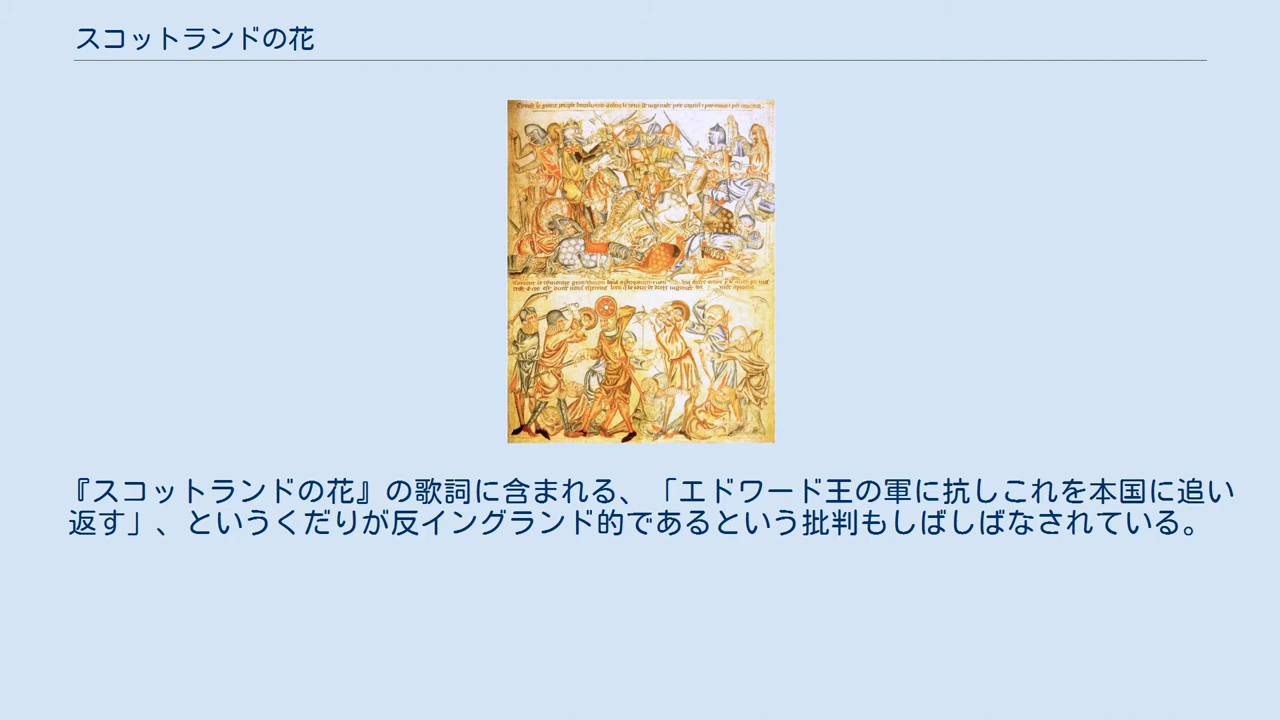 スコットランドの花
『スコットランドの花』の歌詞に含まれる、「エドワード王の軍に抗しこれを本国に追い
返す」、というくだりが反イングランド的であるという批判もしばしばなされている。